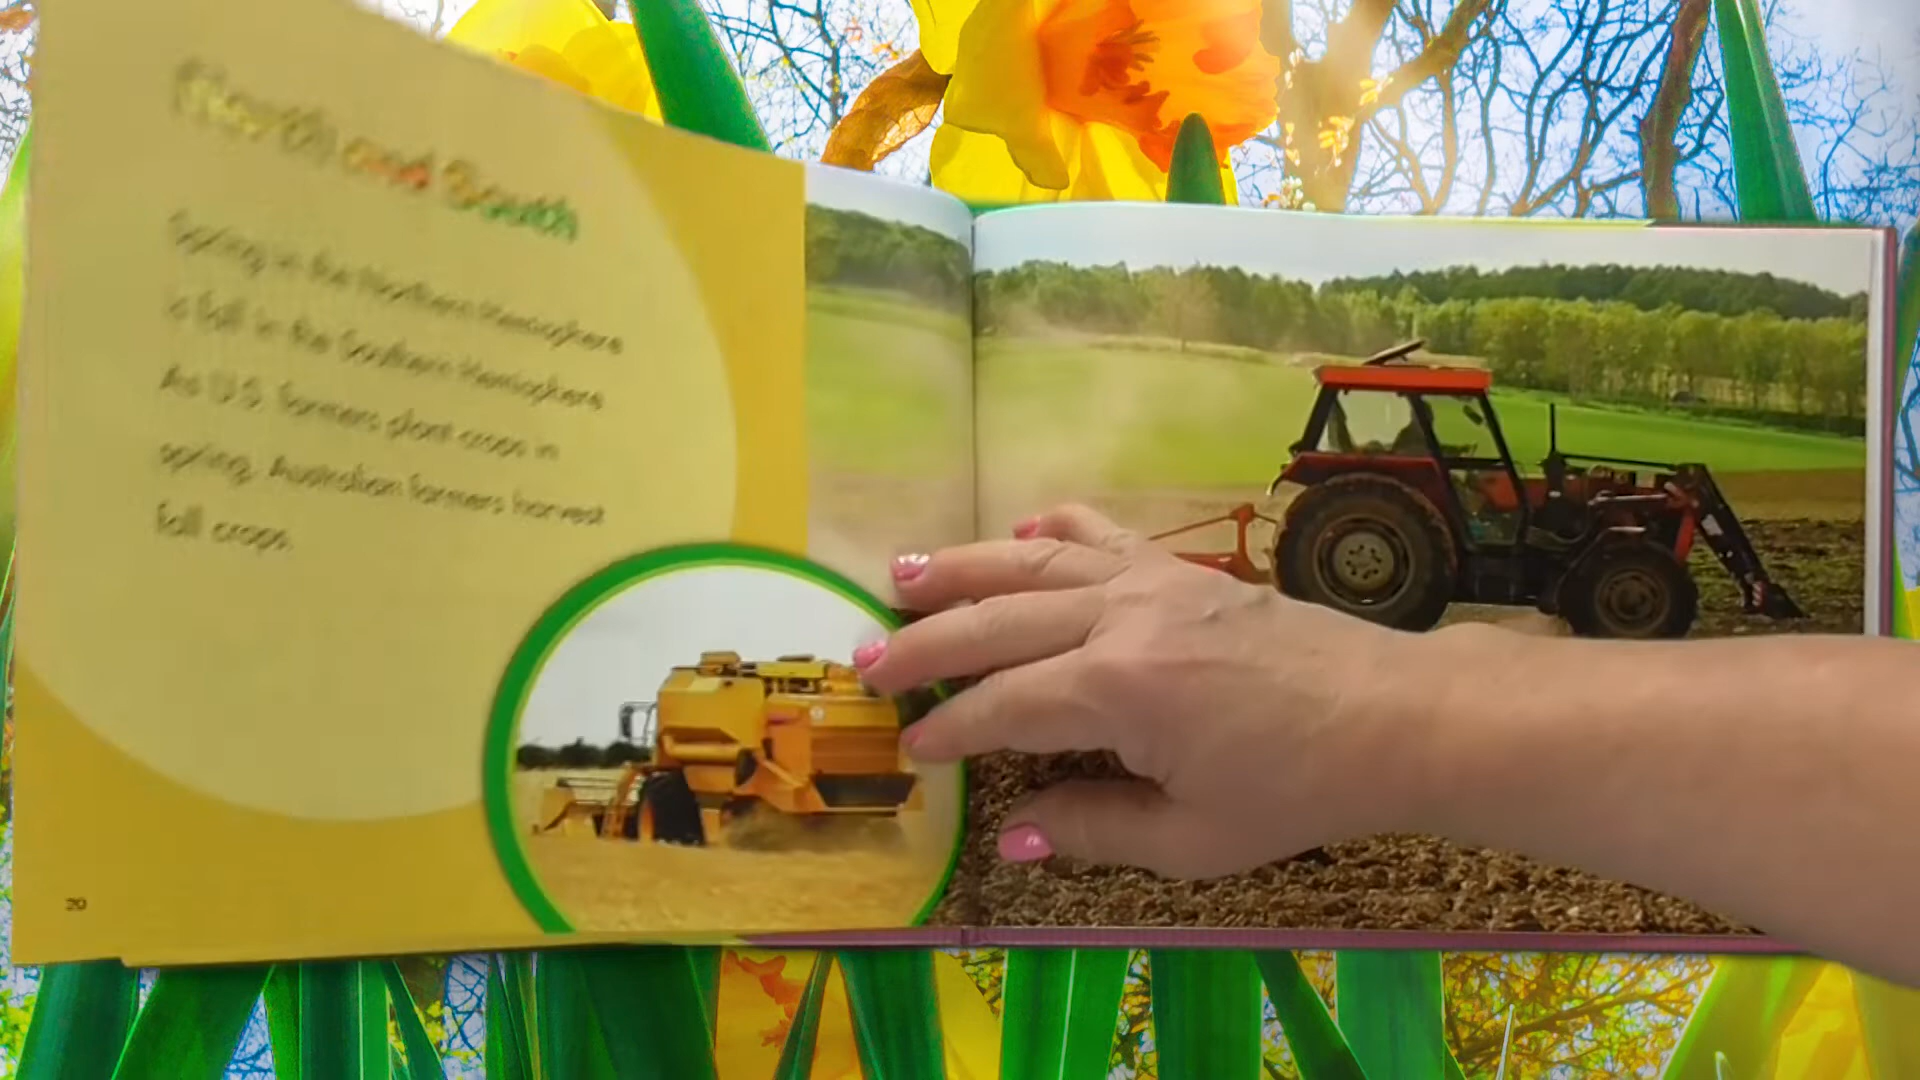 North and South
Spring in the Northern Hemisphere
is fall in the Southern Hemisphere.
As U.S. farmers plant crops in
spring, Australian farmers harvest
fall crops.
20